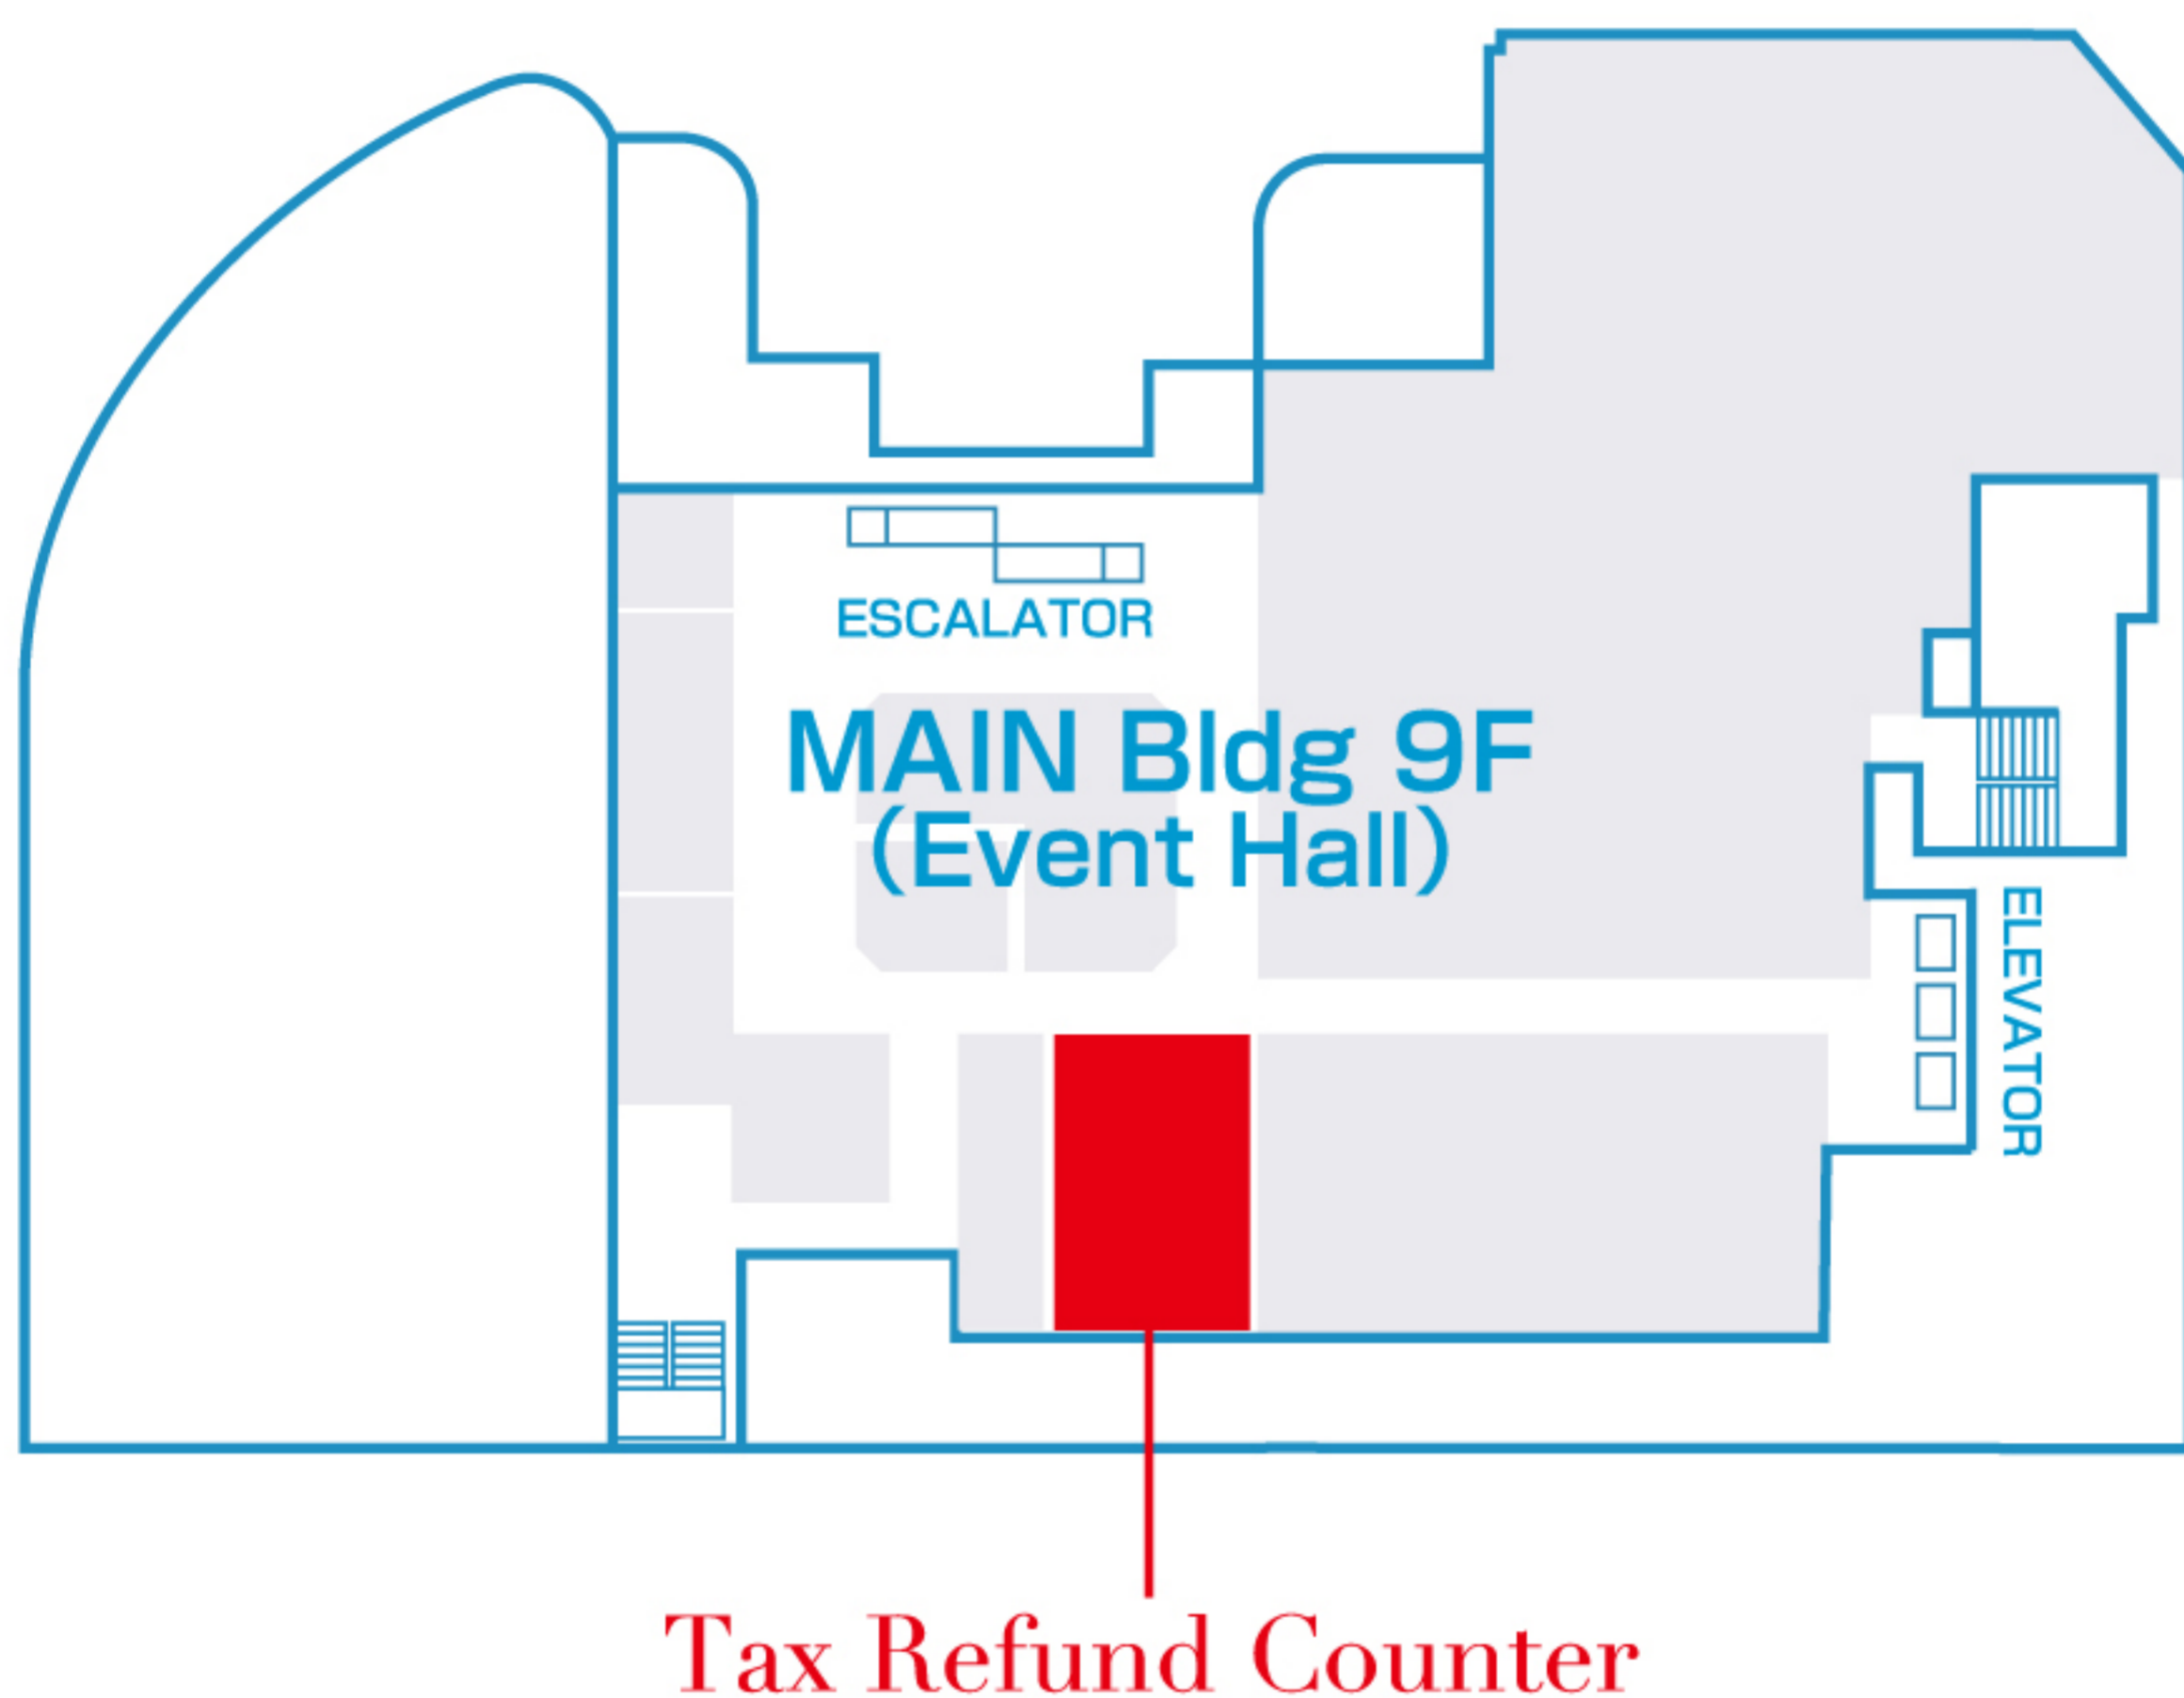 ESCALATOR
MAIN Bldg 9F
(Event Hall)
ELEVATOR
Tax Refund Counter